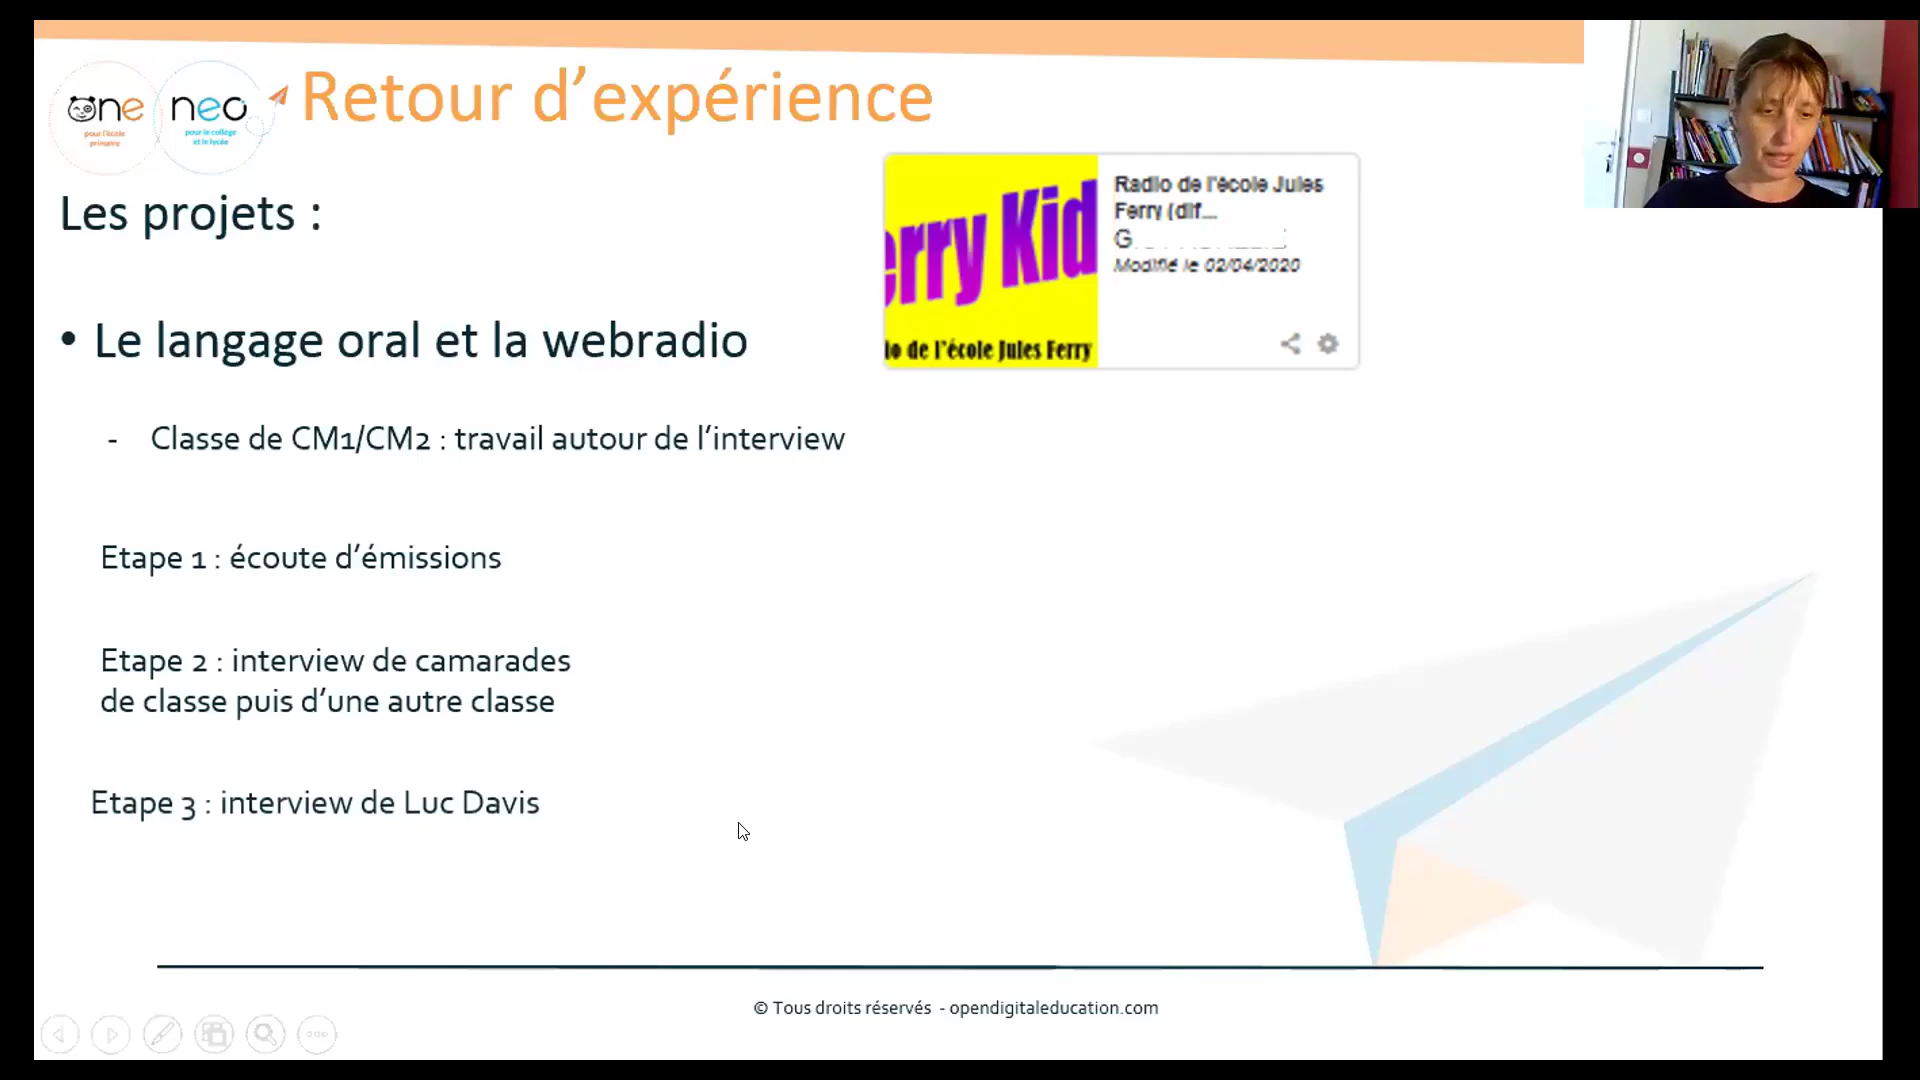 one
pour l'école
primaire
neo
pour le collège
et le lycée
Retour d’expérience
Les projets :
erry Kid
io de l'école Jules Ferry
Radio de l'école Jules
Ferry (dif...
G
Modifié le 02/04/2020
• Le langage oral et la webradio
- Classe de CM1/CM2 : travail autour de l’interview
Etape 1 : écoute d’émissions
Etape 2 : interview de camarades
de classe puis d’une autre classe
Etape 3 : interview de Luc Davis
© Tous droits réservés - opendigitaleducation.com